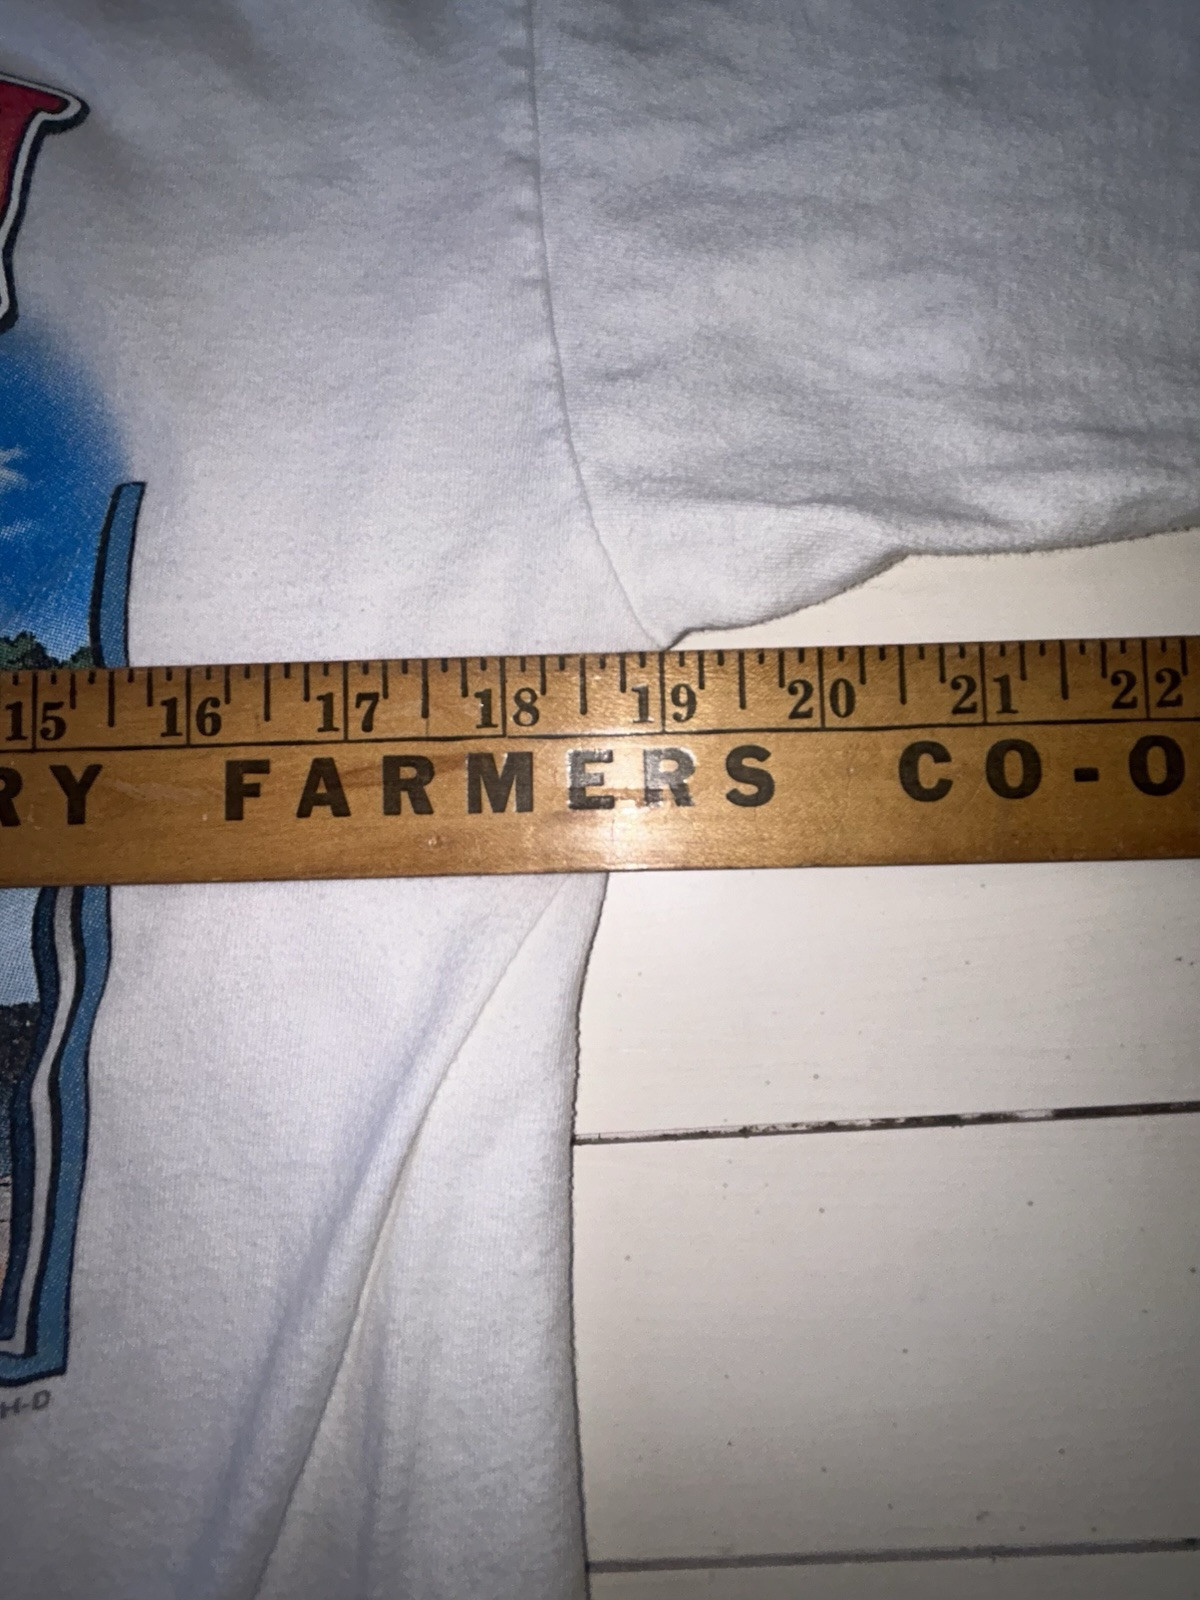 15 16 17 18 19 20 21 22
RY FARMERS CO-O
H-D